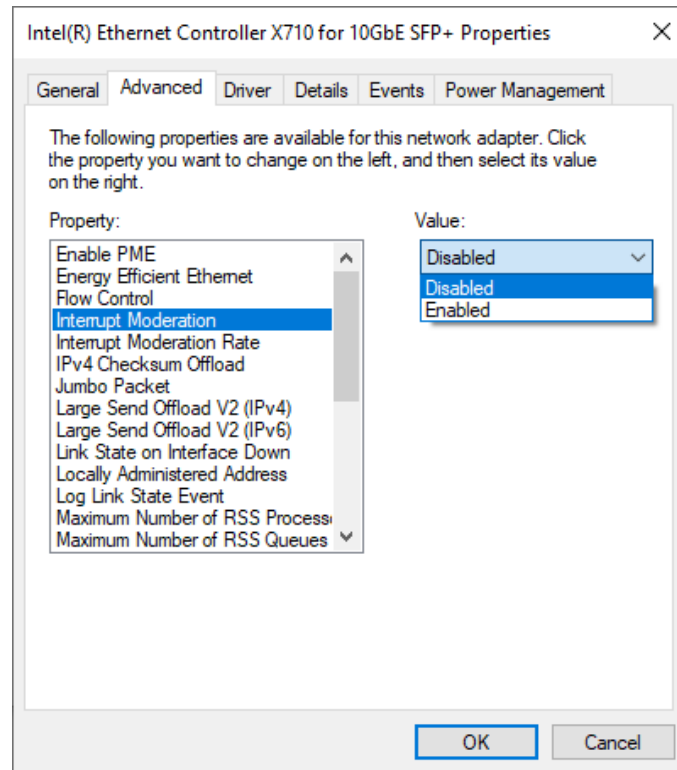 Intel(R) Ethernet Controller X710 for 10GbE SFP+ Properties
General Advanced Driver Details Events Power Management
The following properties are available for this network adapter. Click
the property you want to change on the left, and then select its value
on the right.
Property:
Enable PME
Energy Efficient Ethernet
Flow Control
Interrupt Moderation
Interrupt Moderation Rate
IPv4 Checksum Offload
Jumbo Packet
Large Send Offload V2 (IPv4)
Large Send Offload V2 (IPv6)
Link State on Interface Down
Locally Administered Address
Log Link State Event
Maximum Number of RSS Process
Maximum Number of RSS Queues
Value:
Disabled
Disabled
Enabled
OK Cancel